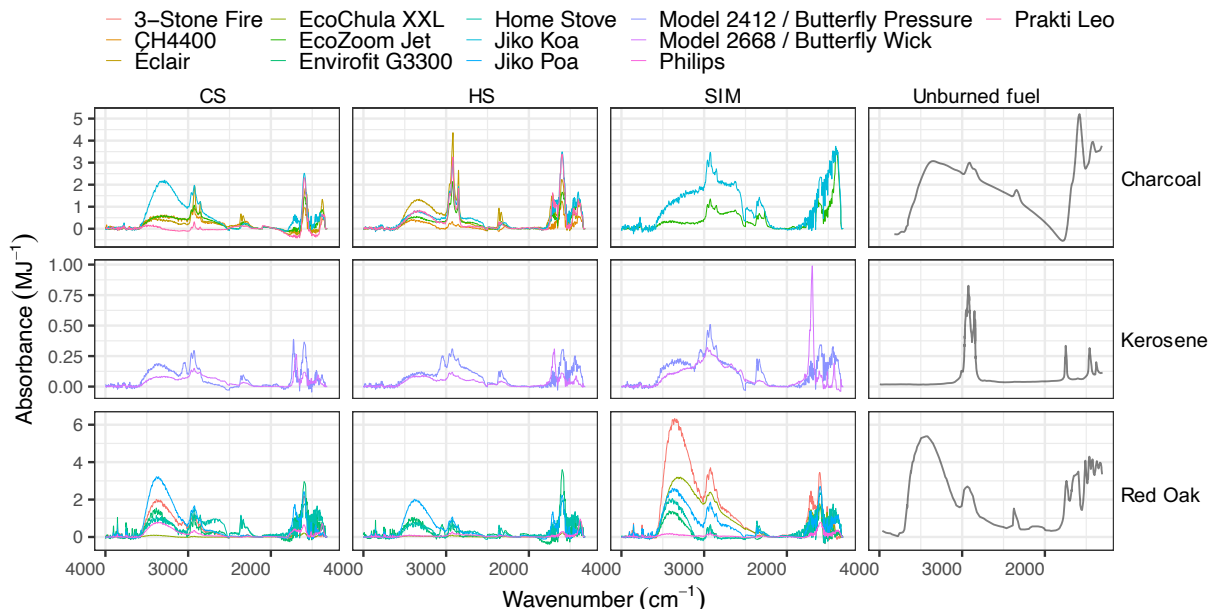 3-Stone Fire EcoChula XXL Home Stove Model 2412 / Butterfly Pressure Prakti Leo
CH4400 EcoZoom Jet Jiko Koa Model 2668 / Butterfly Wick
Éclair Envirofit G3300 Jiko Poa Philips
CS HS SIM Unburned fuel
5
4
3
2
1
0
Charcoal
1.00
0.75
0.50
0.25
0.00
Kerosene
6
4
2
0
Red Oak
Absorbance (MJ⁻¹)
4000 3000 2000 4000 3000 2000 4000 3000 2000 4000 3000 2000
Wavenumber (cm⁻¹)